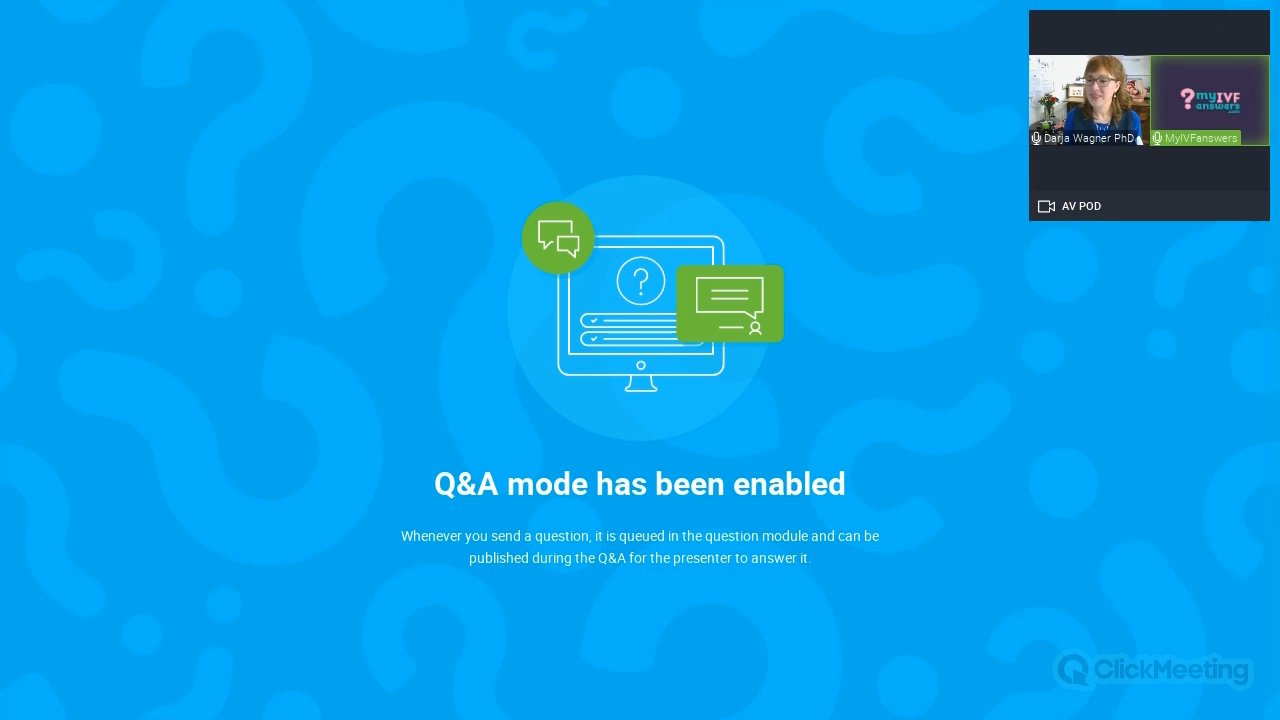 ?myIVF
answers
.com
Darja Wagner PhD
MyIVFanswers
AV POD
?
Q&A mode has been enabled
Whenever you send a question, it is queued in the question module and can be
published during the Q&A for the presenter to answer it.
ClickMeeting